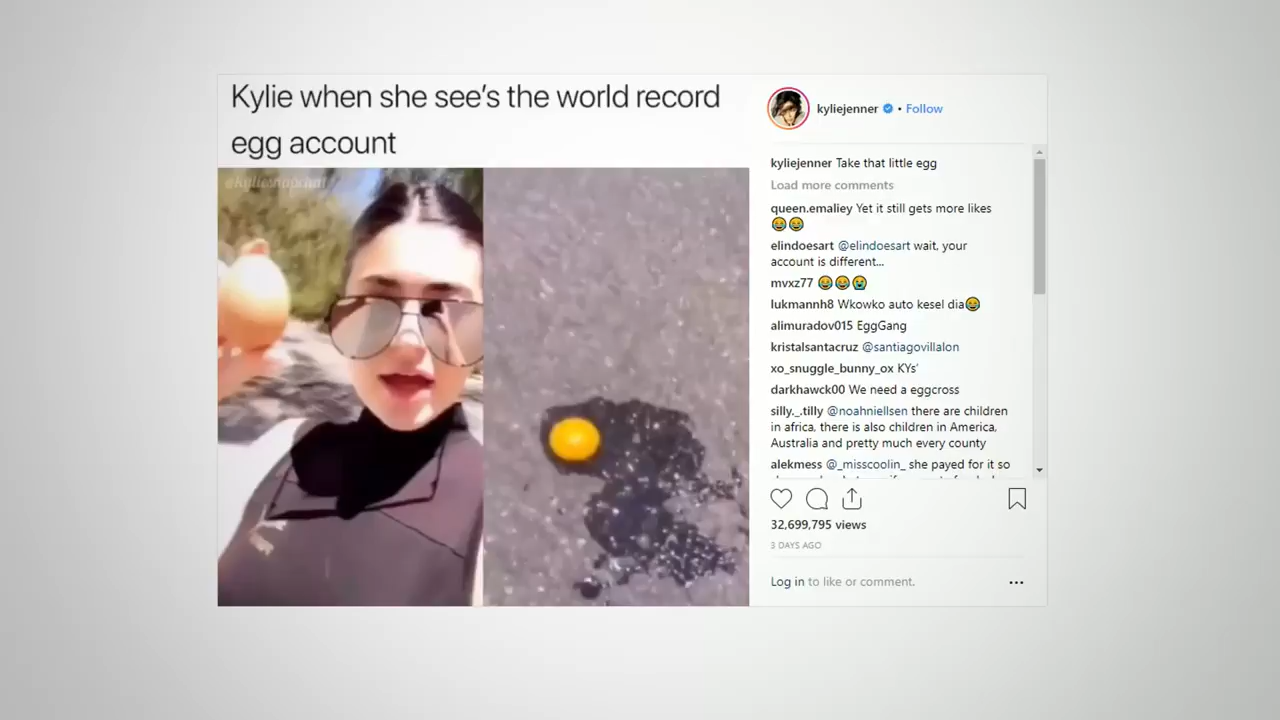 Kylie when she see's the world record
egg account
@kyliesnapchat
kyliejenner • Follow
kyliejenner Take that little egg
Load more comments
queen.emaliey Yet it still gets more likes
😂😂
elindoesart @elindoesart wait, your
account is different...
mvxz77 😂😂😭
lukmannh8 Wkowko auto kesel dia😂
alimuradov015 EggGang
kristalsantacruz @santiagovillalon
xo_snuggle_bunny_ox KYs'
darkhawck00 We need a eggcross
silly._.tilly @noahniellsen there are children
in africa, there is also children in America,
Australia and pretty much every county
alekmess @_misscoolin_ she payed for it so
32,699,795 views
3 DAYS AGO
Log in to like or comment.